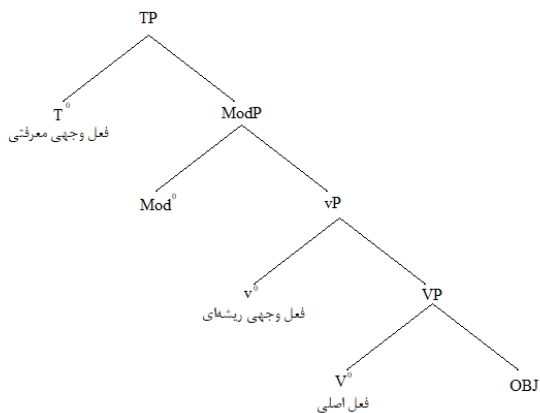 TP
T⁰
فعل وجهی معرفتی
ModP
Mod⁰
vP
v⁰
فعل وجهی ریشه‌ای
VP
V⁰
فعل اصلی
OBJ